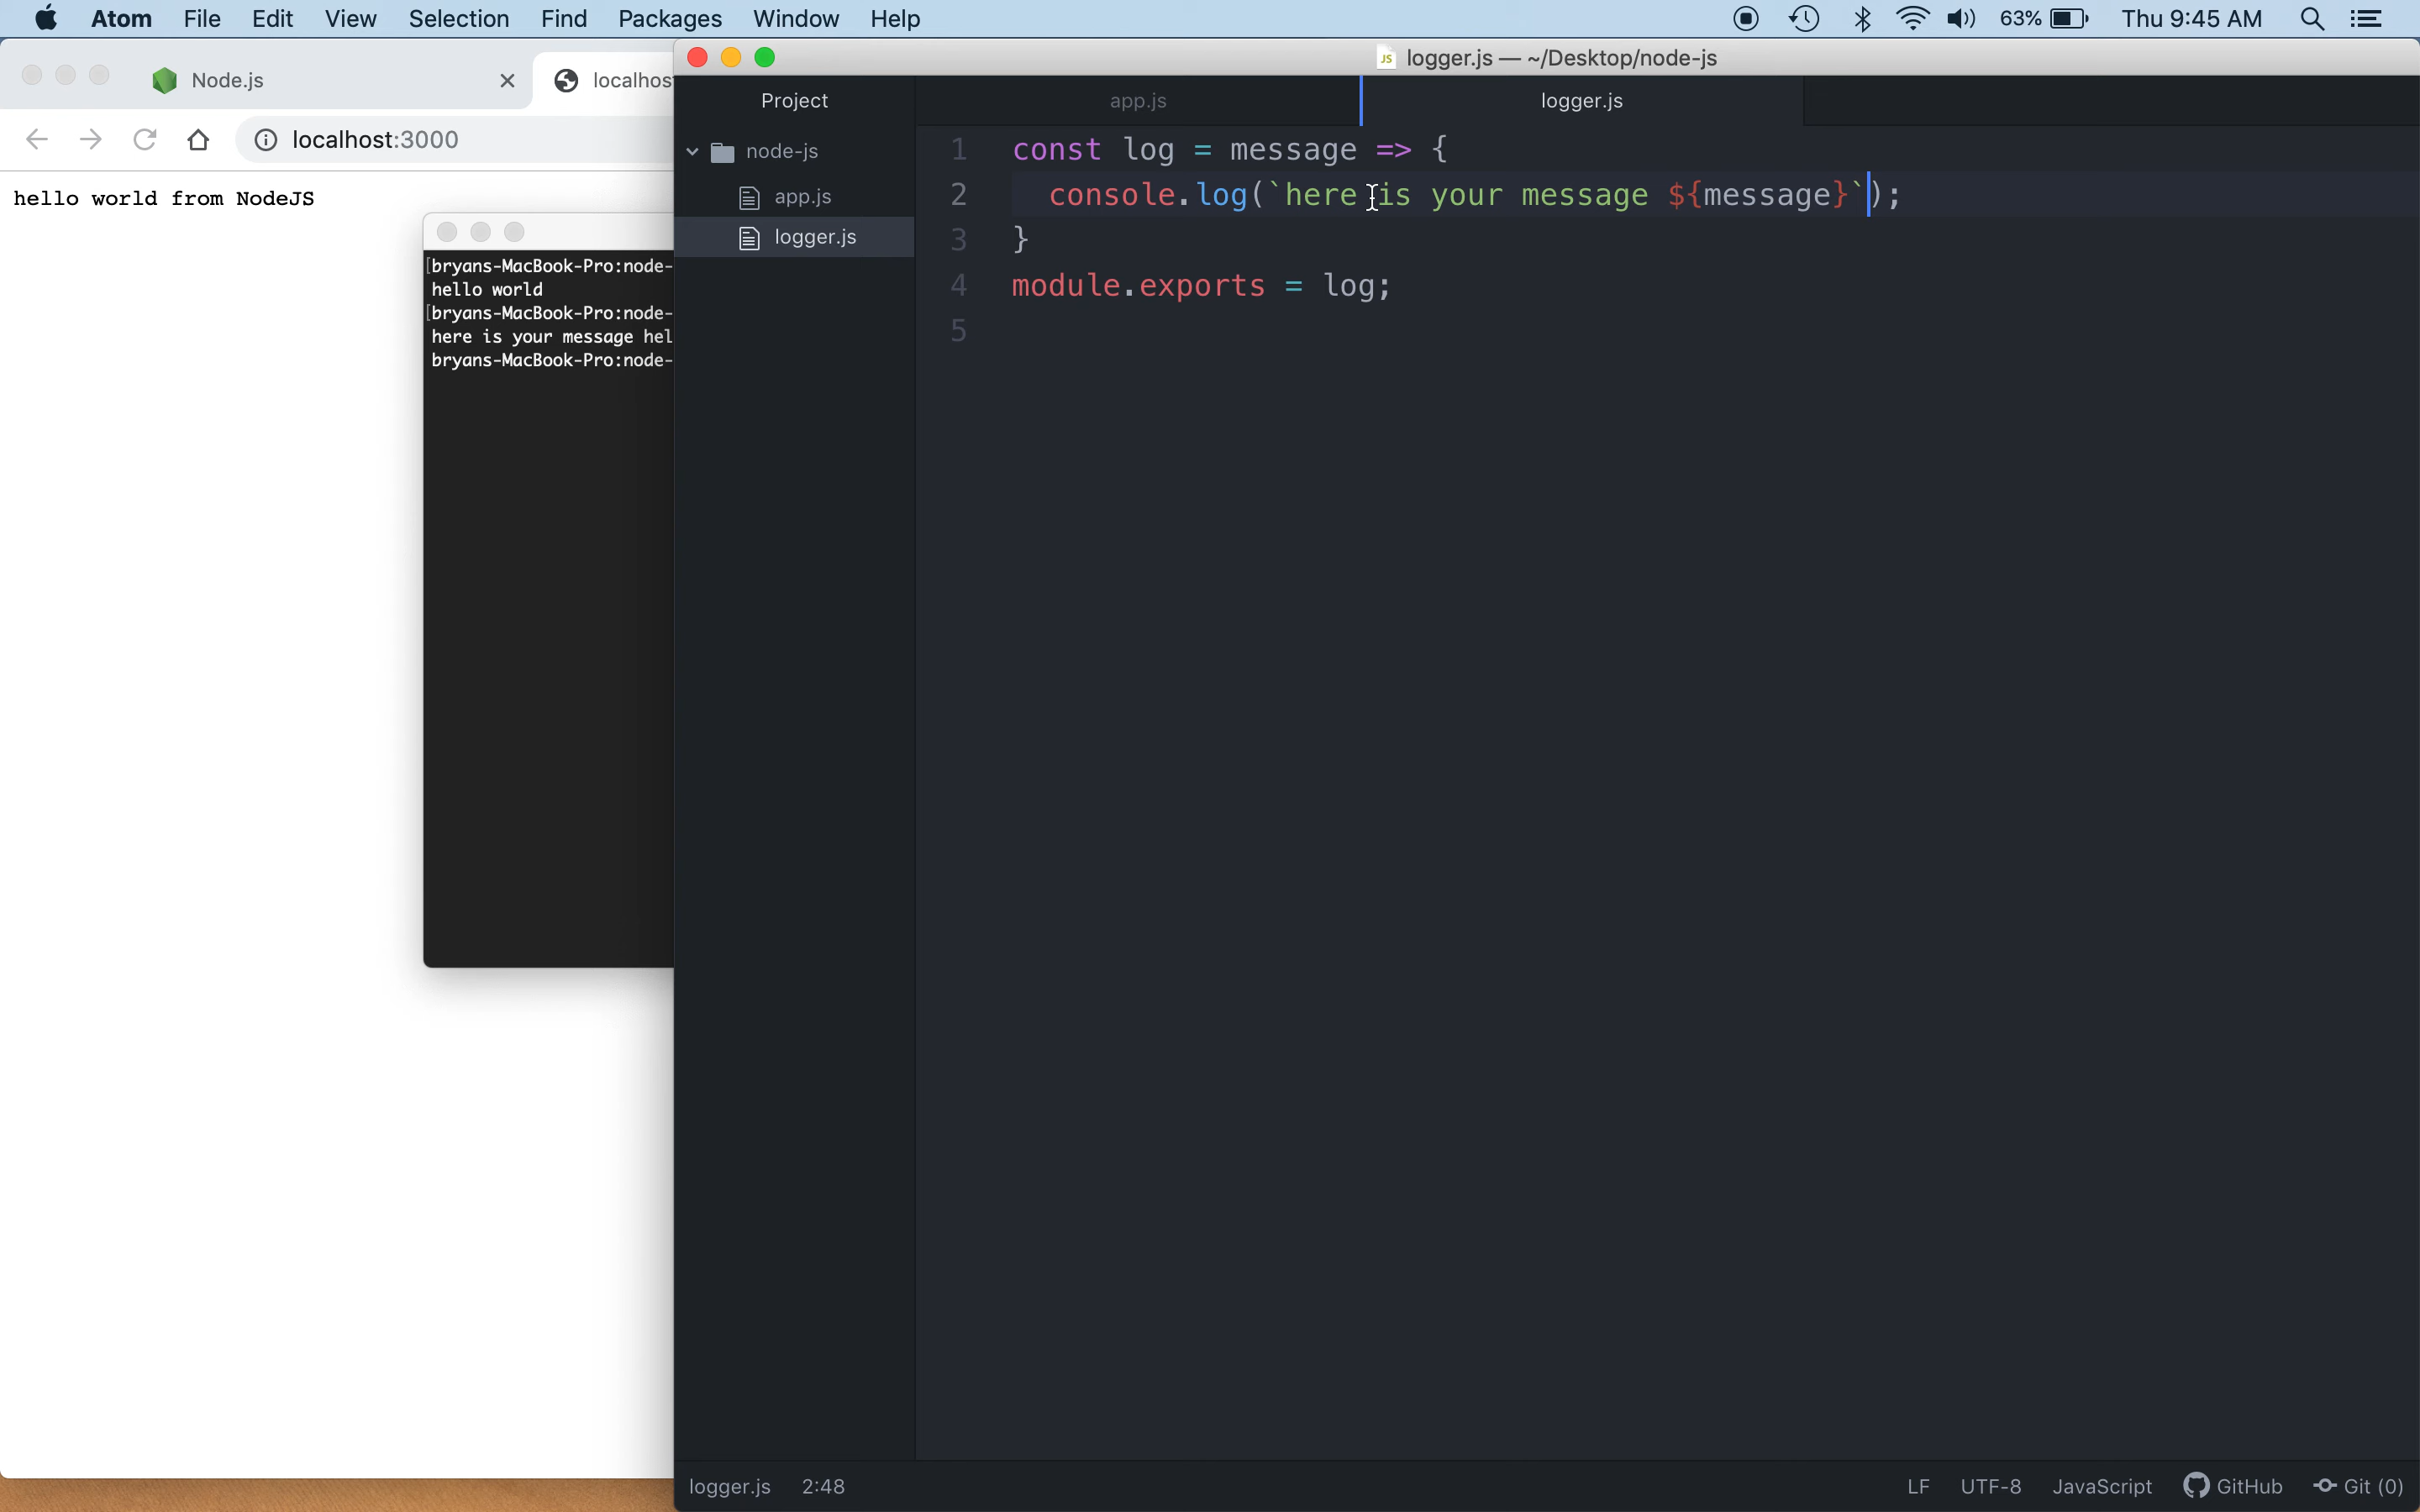 Atom File Edit View Selection Find Packages Window Help 63% Thu 9:45 AM
Node.js
localhost:3000
hello world from NodeJS
[bryans-MacBook-Pro:node-
hello world
[bryans-MacBook-Pro:node-
here is your message hel
bryans-MacBook-Pro:node-
logger.js — ~/Desktop/node-js
Project
node-js
app.js
logger.js
app.js logger.js
1 const log = message => {
2 console.log(`here is your message ${message}`);
3 }
4 module.exports = log;
5
logger.js 2:48 LF UTF-8 JavaScript GitHub Git (0)